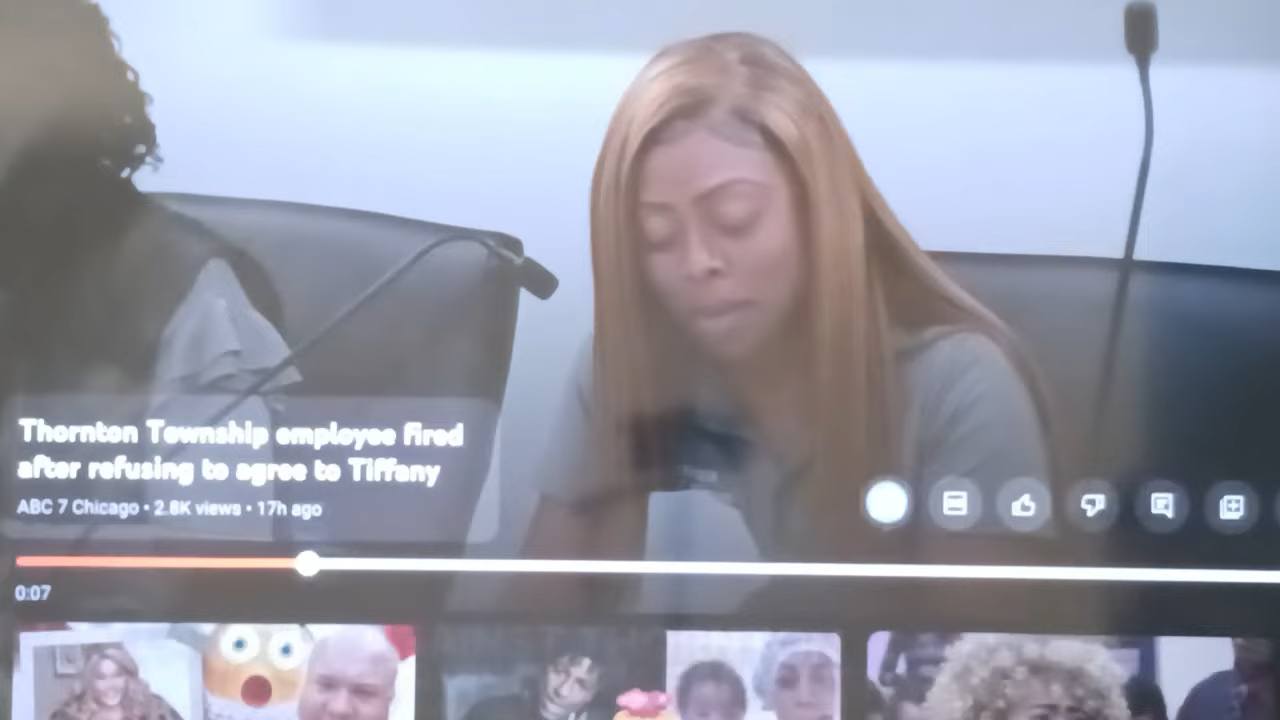 Thornton Township employee fired
after refusing to agree to Tiffany
ABC 7 Chicago • 2.8K views • 17h ago
0:07